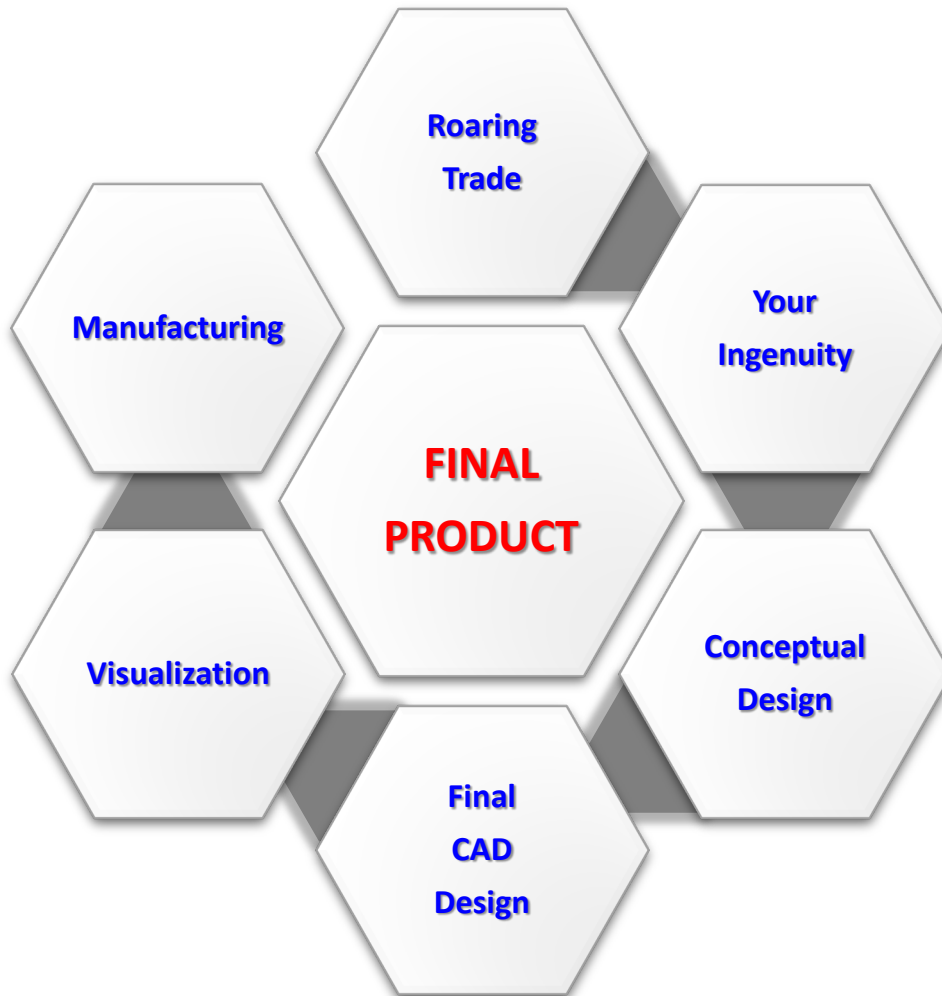 Roaring
Trade
Your
Ingenuity
Conceptual
Design
Final
CAD
Design
Visualization
Manufacturing
FINAL
PRODUCT